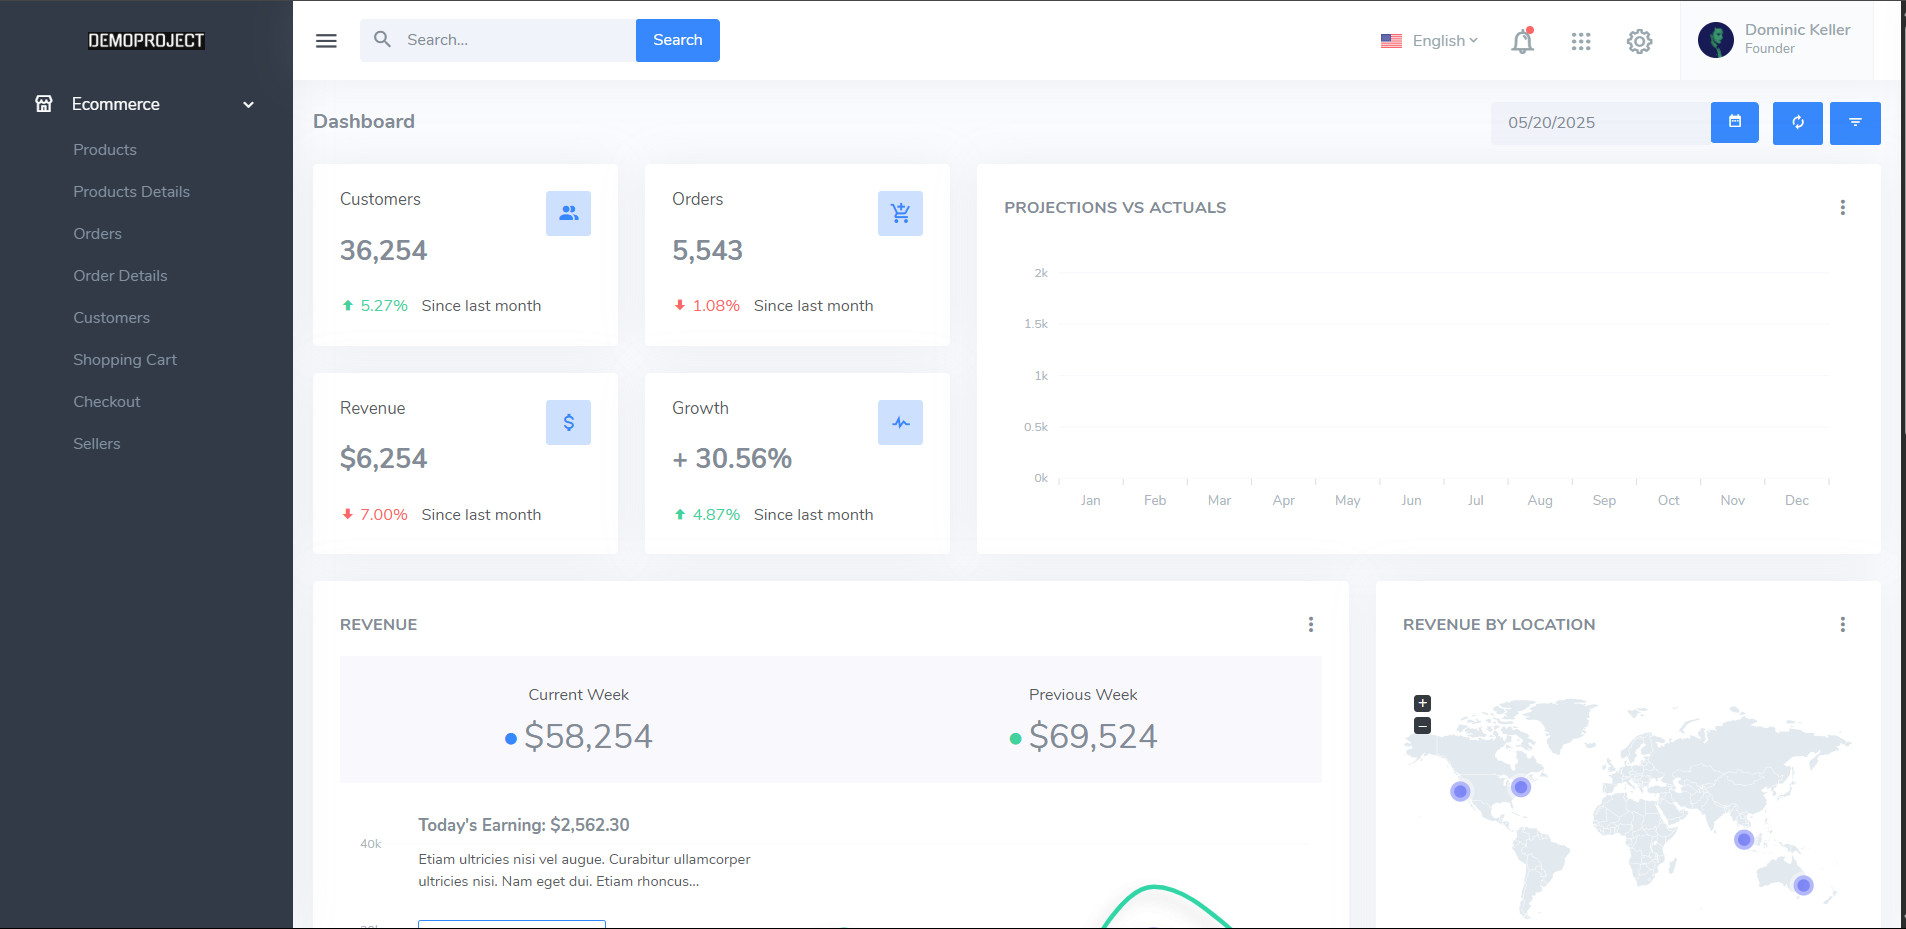 DEMOPROJECT
Search...
Search
English
Dominic Keller
Founder
Ecommerce
Products
Products Details
Orders
Order Details
Customers
Shopping Cart
Checkout
Sellers
Dashboard
05/20/2025
Customers
36,254
5.27% Since last month
Orders
5,543
1.08% Since last month
Revenue
$6,254
7.00% Since last month
Growth
+ 30.56%
4.87% Since last month
PROJECTIONS VS ACTUALS
2k
1.5k
1k
0.5k
0k
Jan Feb Mar Apr May Jun Jul Aug Sep Oct Nov Dec
REVENUE
Current Week
$58,254
Previous Week
$69,524
Today's Earning: $2,562.30
40k
Etiam ultricies nisi vel augue. Curabitur ullamcorper
ultricies nisi. Nam eget dui. Etiam rhoncus...
REVENUE BY LOCATION
+
−